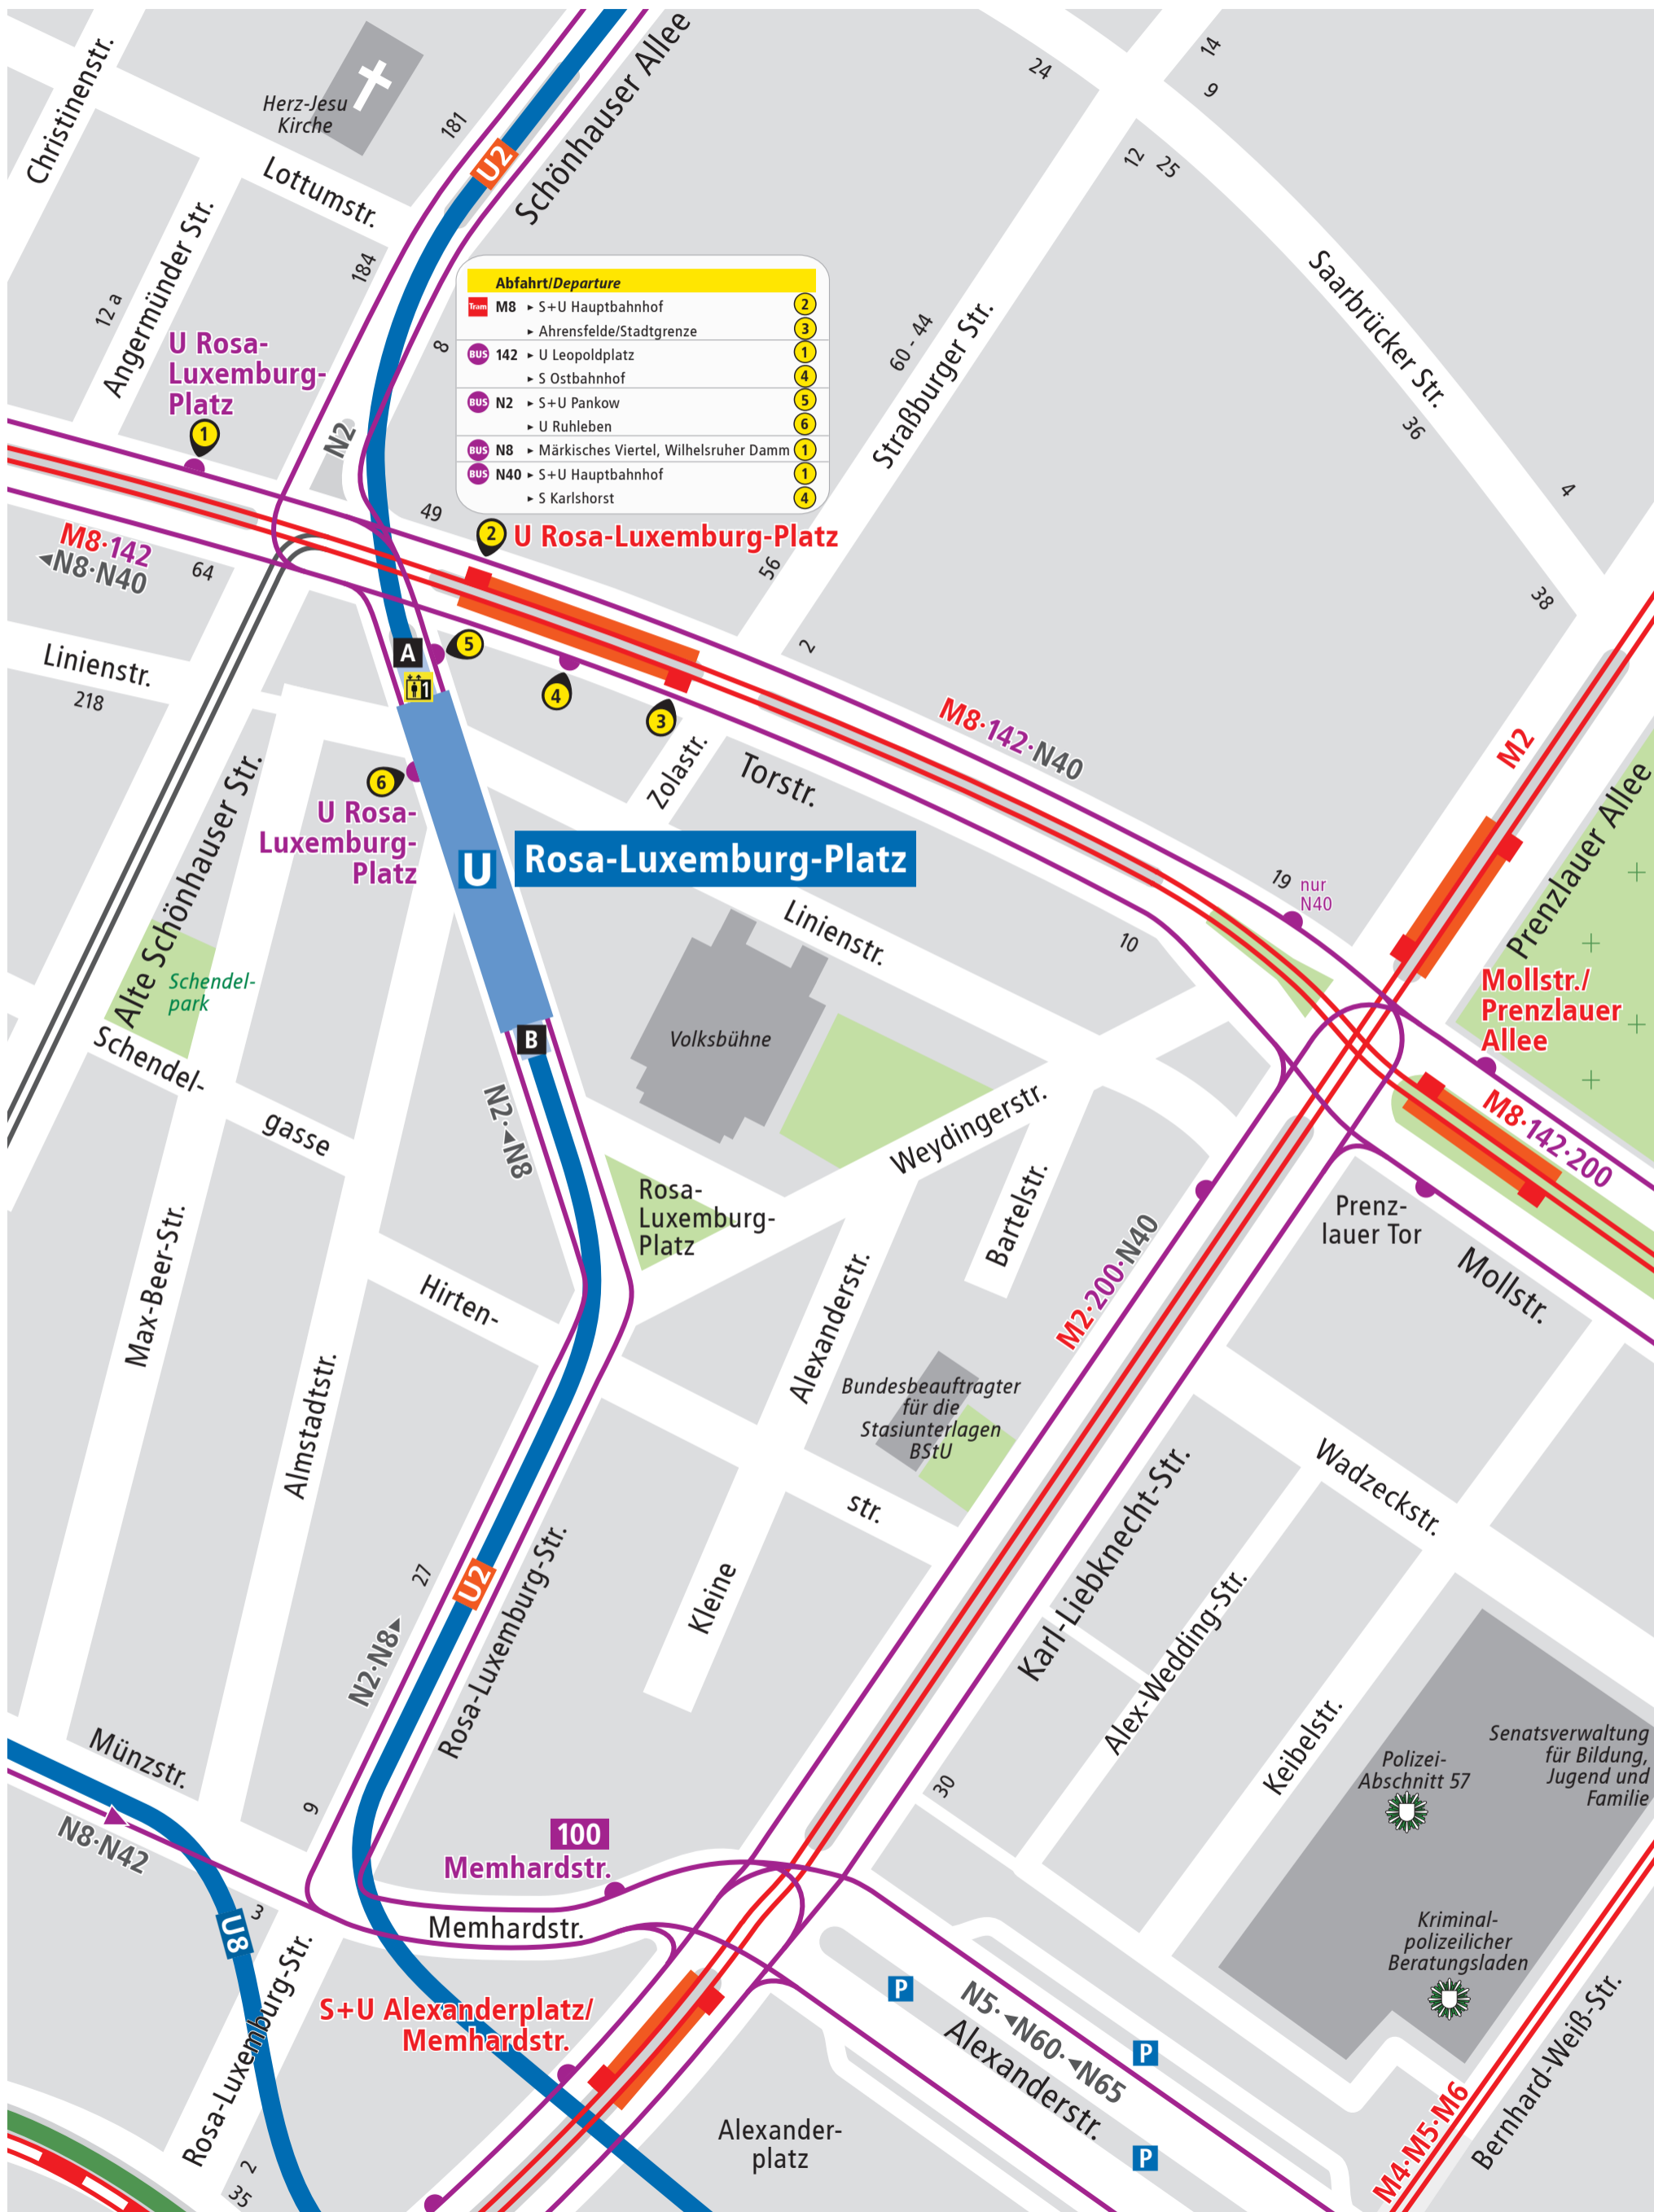 Christinenstr.
Herz-Jesu
Kirche
181
U2
Schönhauser Allee
24
14
9
12
25
Lottumstr.
184
Angermünder Str.
12 a
8
Abfahrt/Departure
Tram M8 ▸ S+U Hauptbahnhof 2
▸ Ahrensfelde/Stadtgrenze 3
BUS 142 ▸ U Leopoldplatz 1
▸ S Ostbahnhof 4
BUS N2 ▸ S+U Pankow 5
▸ U Ruhleben 6
BUS N8 ▸ Märkisches Viertel, Wilhelsruher Damm 1
BUS N40 ▸ S+U Hauptbahnhof 1
▸ S Karlshorst 4
60 - 44
Straßburger Str.
Saarbrücker Str.
36
4
38
U Rosa-
Luxemburg-
Platz
1
N2
49
2
U Rosa-Luxemburg-Platz
56
2
M8·142
◄N8·N40
64
Linienstr.
218
A
1
5
4
3
6
U Rosa-
Luxemburg-
Platz
Zolastr.
Torstr.
M8·142·N40
M2
Prenzlauer Allee
U
Rosa-Luxemburg-Platz
19
nur
N40
10
Linienstr.
Alte Schönhauser Str.
Schendel-
park
Schendel-
gasse
B
N2·◄N8
Volksbühne
Weydingerstr.
Mollstr./
Prenzlauer
Allee
M8·142·200
Prenz-
lauer Tor
Mollstr.
Rosa-
Luxemburg-
Platz
Bartelstr.
M2·200·N40
Max-Beer-Str.
Hirten-
str.
Almstadtstr.
Alexanderstr.
Kleine
Bundesbeauftragter
für die
Stasiunterlagen
BStU
Wadzeckstr.
Karl-Liebknecht-Str.
Alex-Wedding-Str.
Keibelstr.
27
U2
Rosa-Luxemburg-Str.
N2·N8►
Münzstr.
N8·N42
9
3
U8
30
Polizei-
Abschnitt 57
Senatsverwaltung
für Bildung,
Jugend und
Familie
100
Memhardstr.
Memhardstr.
Kriminal-
polizeilicher
Beratungsladen
S+U Alexanderplatz/
Memhardstr.
P
N5·◄N60·◄N65
Alexanderstr.
P
P
Rosa-Luxemburg-Str.
2
35
Alexander-
platz
M4·M5·M6
Bernhard-Weiß-Str.